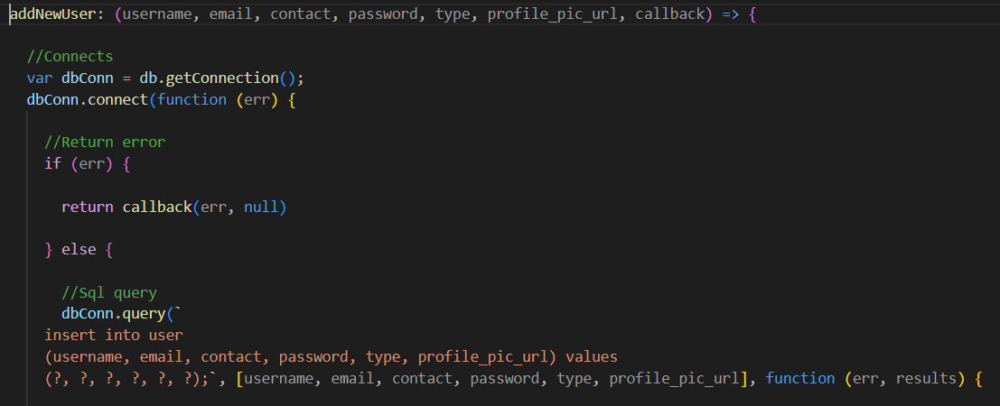 addNewUser: (username, email, contact, password, type, profile_pic_url, callback) => {
//Connects
var dbConn = db.getConnection();
dbConn.connect(function (err) {
//Return error
if (err) {
return callback(err, null)
} else {
//Sql query
dbConn.query(`
insert into user
(username, email, contact, password, type, profile_pic_url) values
(?, ?, ?, ?, ?, ?);`, [username, email, contact, password, type, profile_pic_url], function (err, results) {